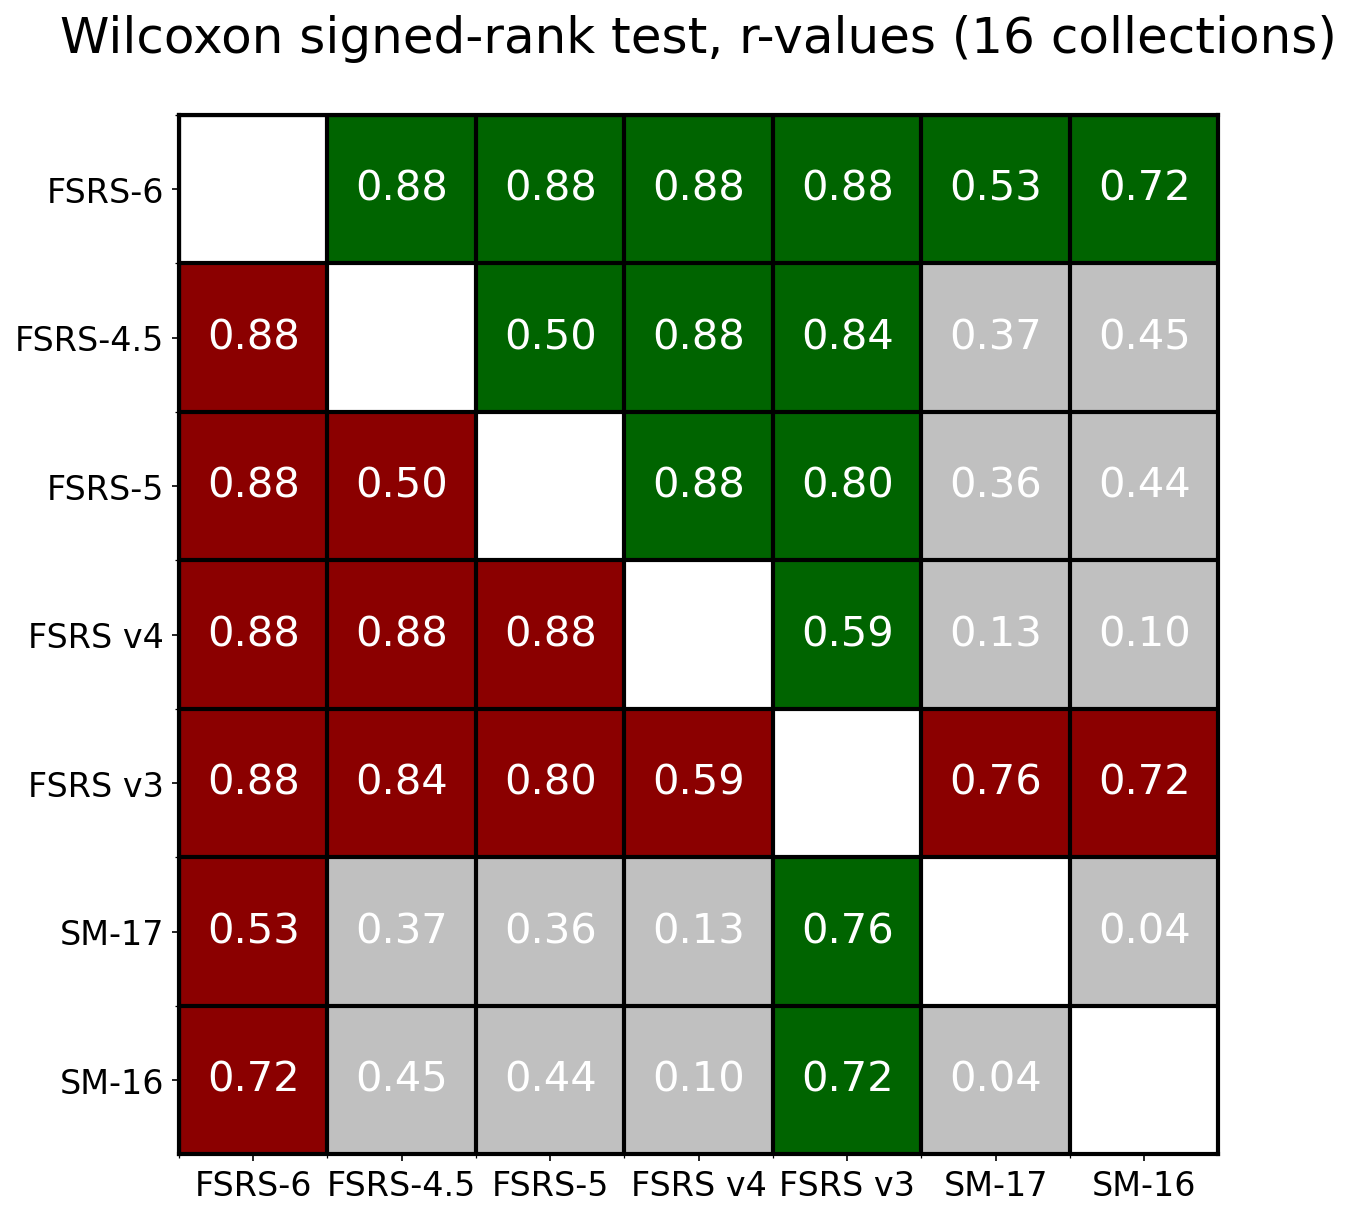 Wilcoxon signed-rank test, r-values (16 collections)
FSRS-6 0.88 0.88 0.88 0.88 0.53 0.72
FSRS-4.5 0.88 0.50 0.88 0.84 0.37 0.45
FSRS-5 0.88 0.50 0.88 0.80 0.36 0.44
FSRS v4 0.88 0.88 0.88 0.59 0.13 0.10
FSRS v3 0.88 0.84 0.80 0.59 0.76 0.72
SM-17 0.53 0.37 0.36 0.13 0.76 0.04
SM-16 0.72 0.45 0.44 0.10 0.72 0.04
FSRS-6 FSRS-4.5 FSRS-5 FSRS v4 FSRS v3 SM-17 SM-16